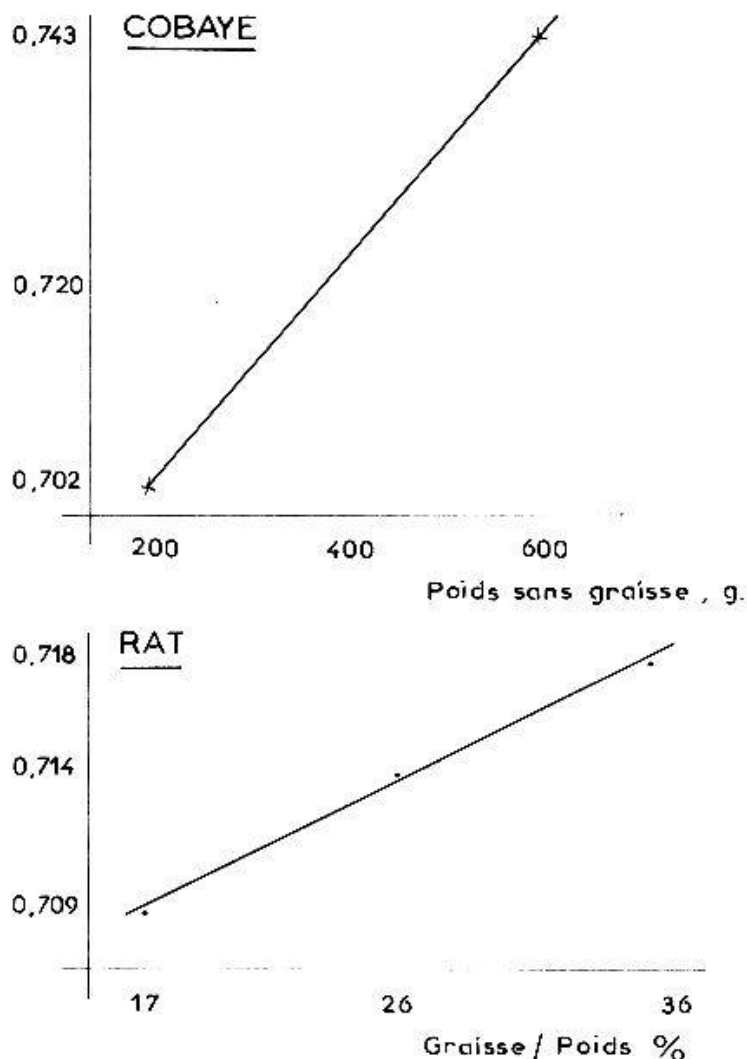 0,743 COBAYE
0,720
0,702
200 400 600
Poids sans graisse, g.
0,718 RAT
0,714
0,709
17 26 36
Graisse / Poids %